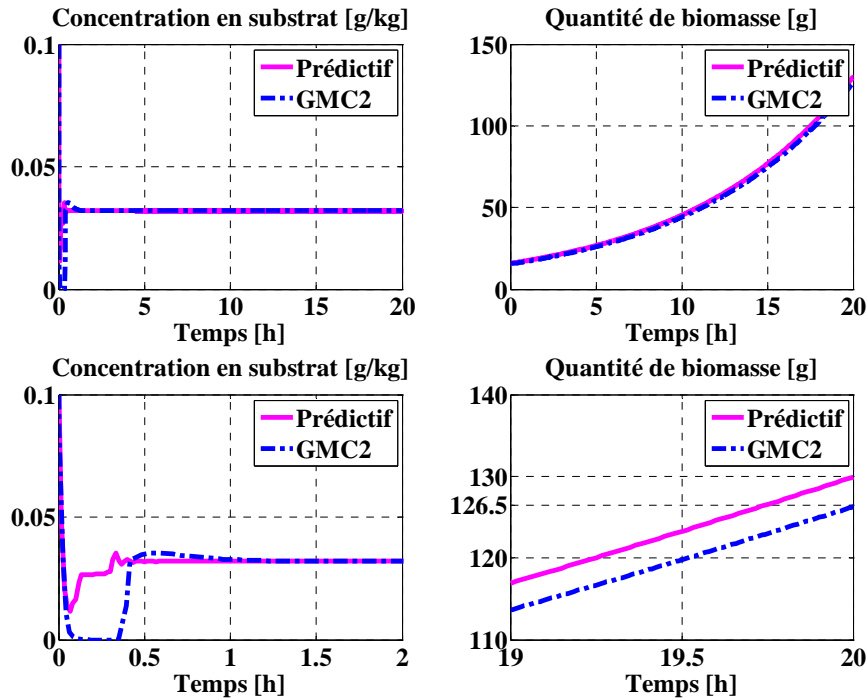 Concentration en substrat [g/kg]
0.1
0.05
0
0 5 10 15 20
Temps [h]
Prédictif
GMC2
Quantité de biomasse [g]
150
100
50
0
0 5 10 15 20
Temps [h]
Prédictif
GMC2
Concentration en substrat [g/kg]
0.1
0.05
0
0 0.5 1 1.5 2
Temps [h]
Prédictif
GMC2
Quantité de biomasse [g]
140
130
126.5
120
110
19 19.5 20
Temps [h]
Prédictif
GMC2